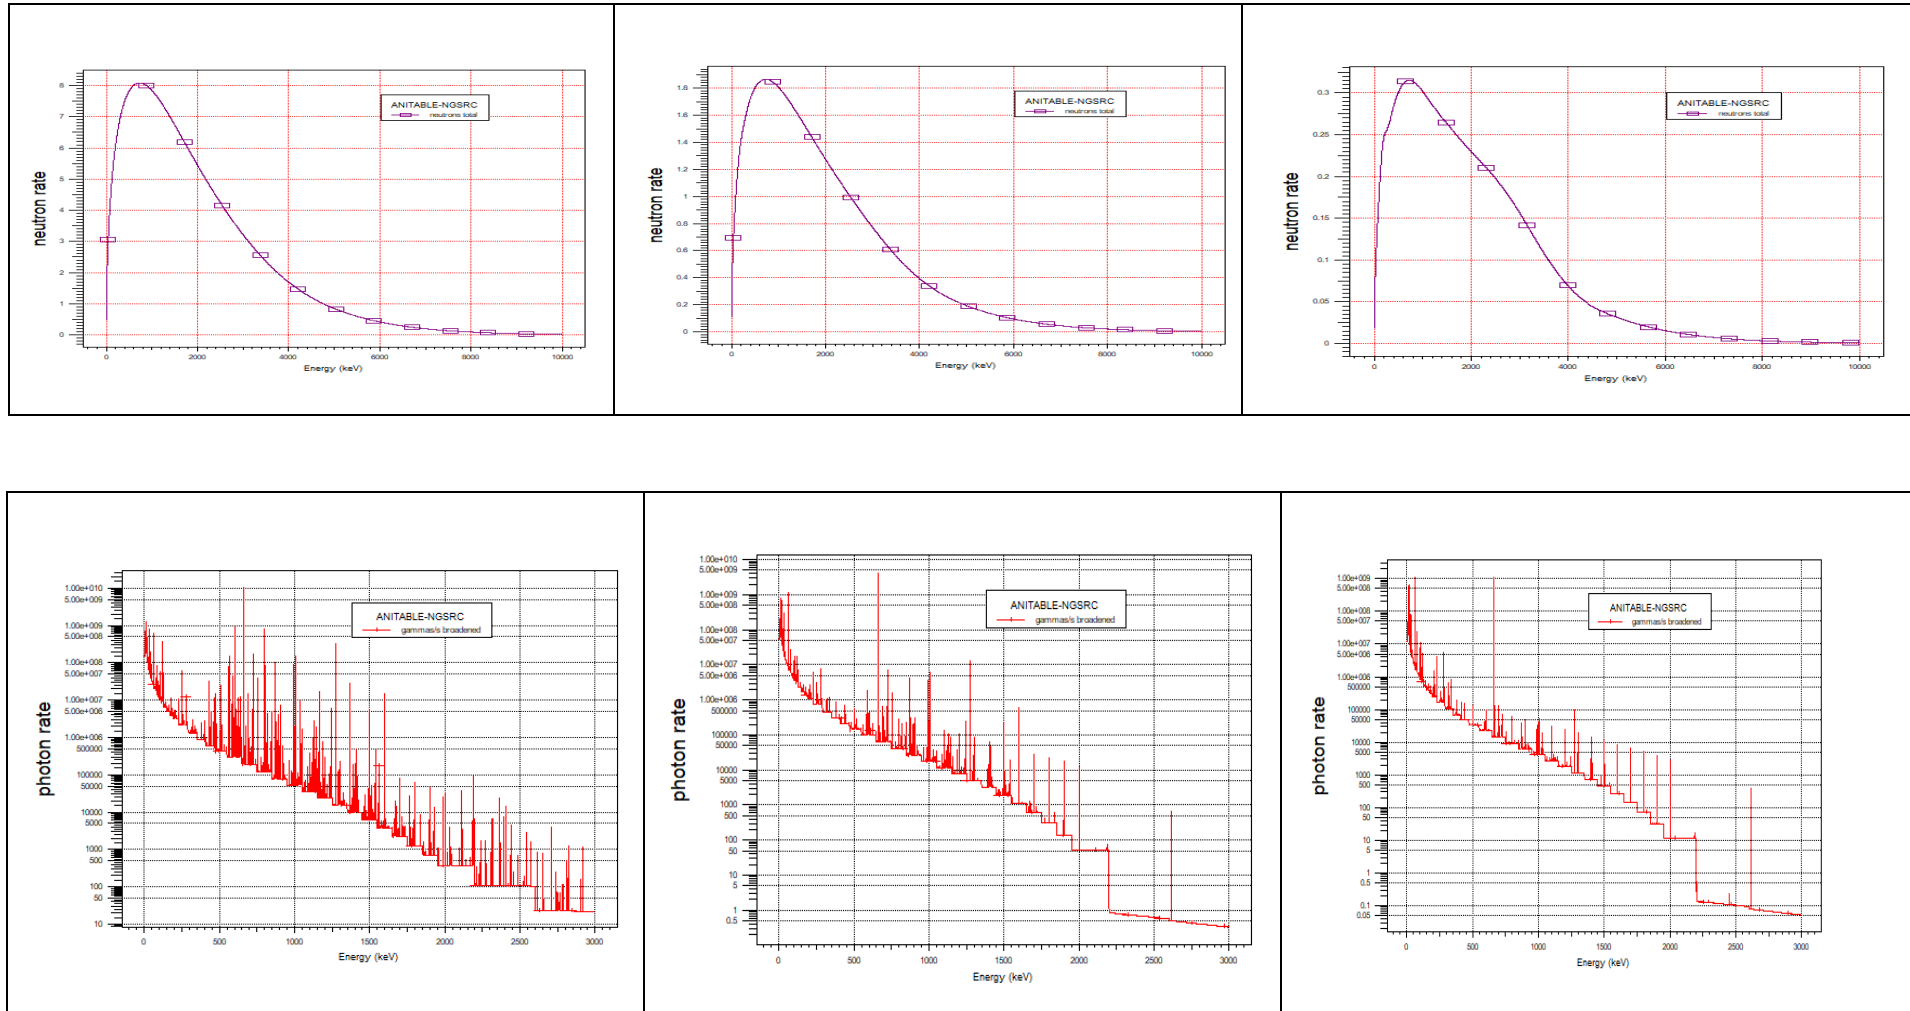 ANITABLE-NGSRC
neutrons total
neutron rate
8
7
6
5
4
3
2
1
0
0 2000 4000 6000 8000 10000
Energy (keV)
ANITABLE-NGSRC
neutrons total
neutron rate
1.8
1.6
1.4
1.2
1
0.8
0.6
0.4
0.2
0
0 2000 4000 6000 8000 10000
Energy (keV)
ANITABLE-NGSRC
neutrons total
neutron rate
0.3
0.25
0.2
0.15
0.1
0.05
0
0 2000 4000 6000 8000 10000
Energy (keV)
ANITABLE-NGSRC
gammas/s broadened
photon rate
1.00e+010
5.00e+009
1.00e+009
5.00e+008
1.00e+008
5.00e+007
1.00e+007
5.00e+006
1.00e+006
500000
100000
50000
10000
5000
1000
500
100
50
10
0 500 1000 1500 2000 2500 3000
Energy (keV)
ANITABLE-NGSRC
gammas/s broadened
photon rate
1.00e+010
5.00e+009
1.00e+009
5.00e+008
1.00e+008
5.00e+007
1.00e+007
5.00e+006
1.00e+006
500000
100000
50000
10000
5000
1000
500
100
50
10
5
1
0.5
0 500 1000 1500 2000 2500 3000
Energy (keV)
ANITABLE-NGSRC
gammas/s broadened
photon rate
1.00e+009
5.00e+008
1.00e+008
5.00e+007
1.00e+007
5.00e+006
1.00e+006
500000
100000
50000
10000
5000
1000
500
100
50
10
5
1
0.5
0.1
0.05
0 500 1000 1500 2000 2500 3000
Energy (keV)